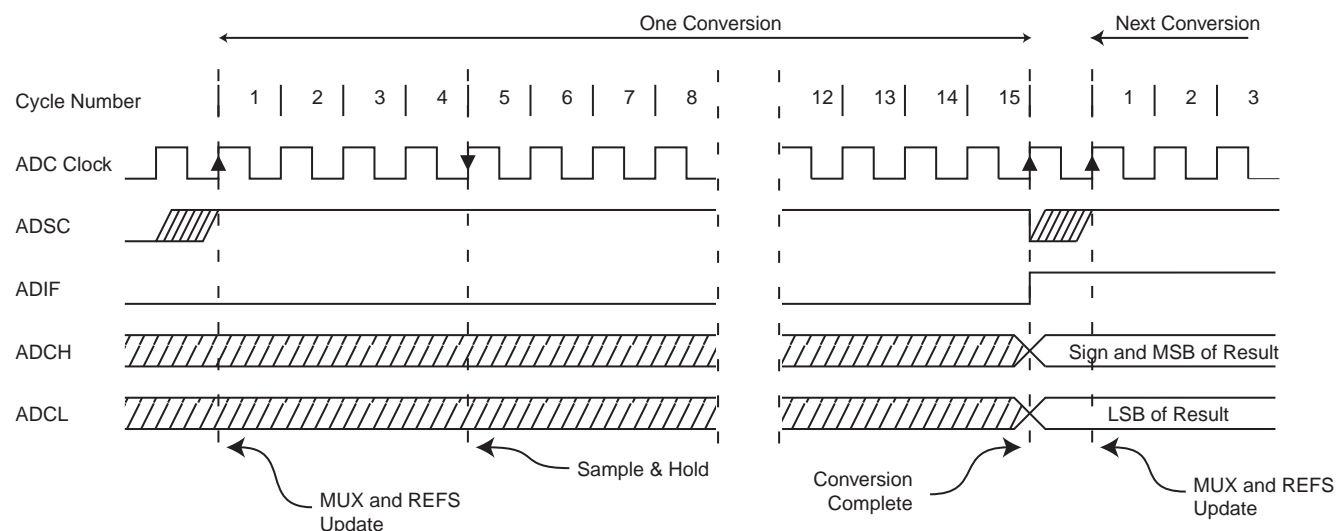 One Conversion
Next Conversion
Cycle Number 1 2 3 4 5 6 7 8 12 13 14 15 1 2 3
ADC Clock
ADSC
ADIF
ADCH
Sign and MSB of Result
ADCL
LSB of Result
MUX and REFS
Update
Sample & Hold
Conversion
Complete
MUX and REFS
Update